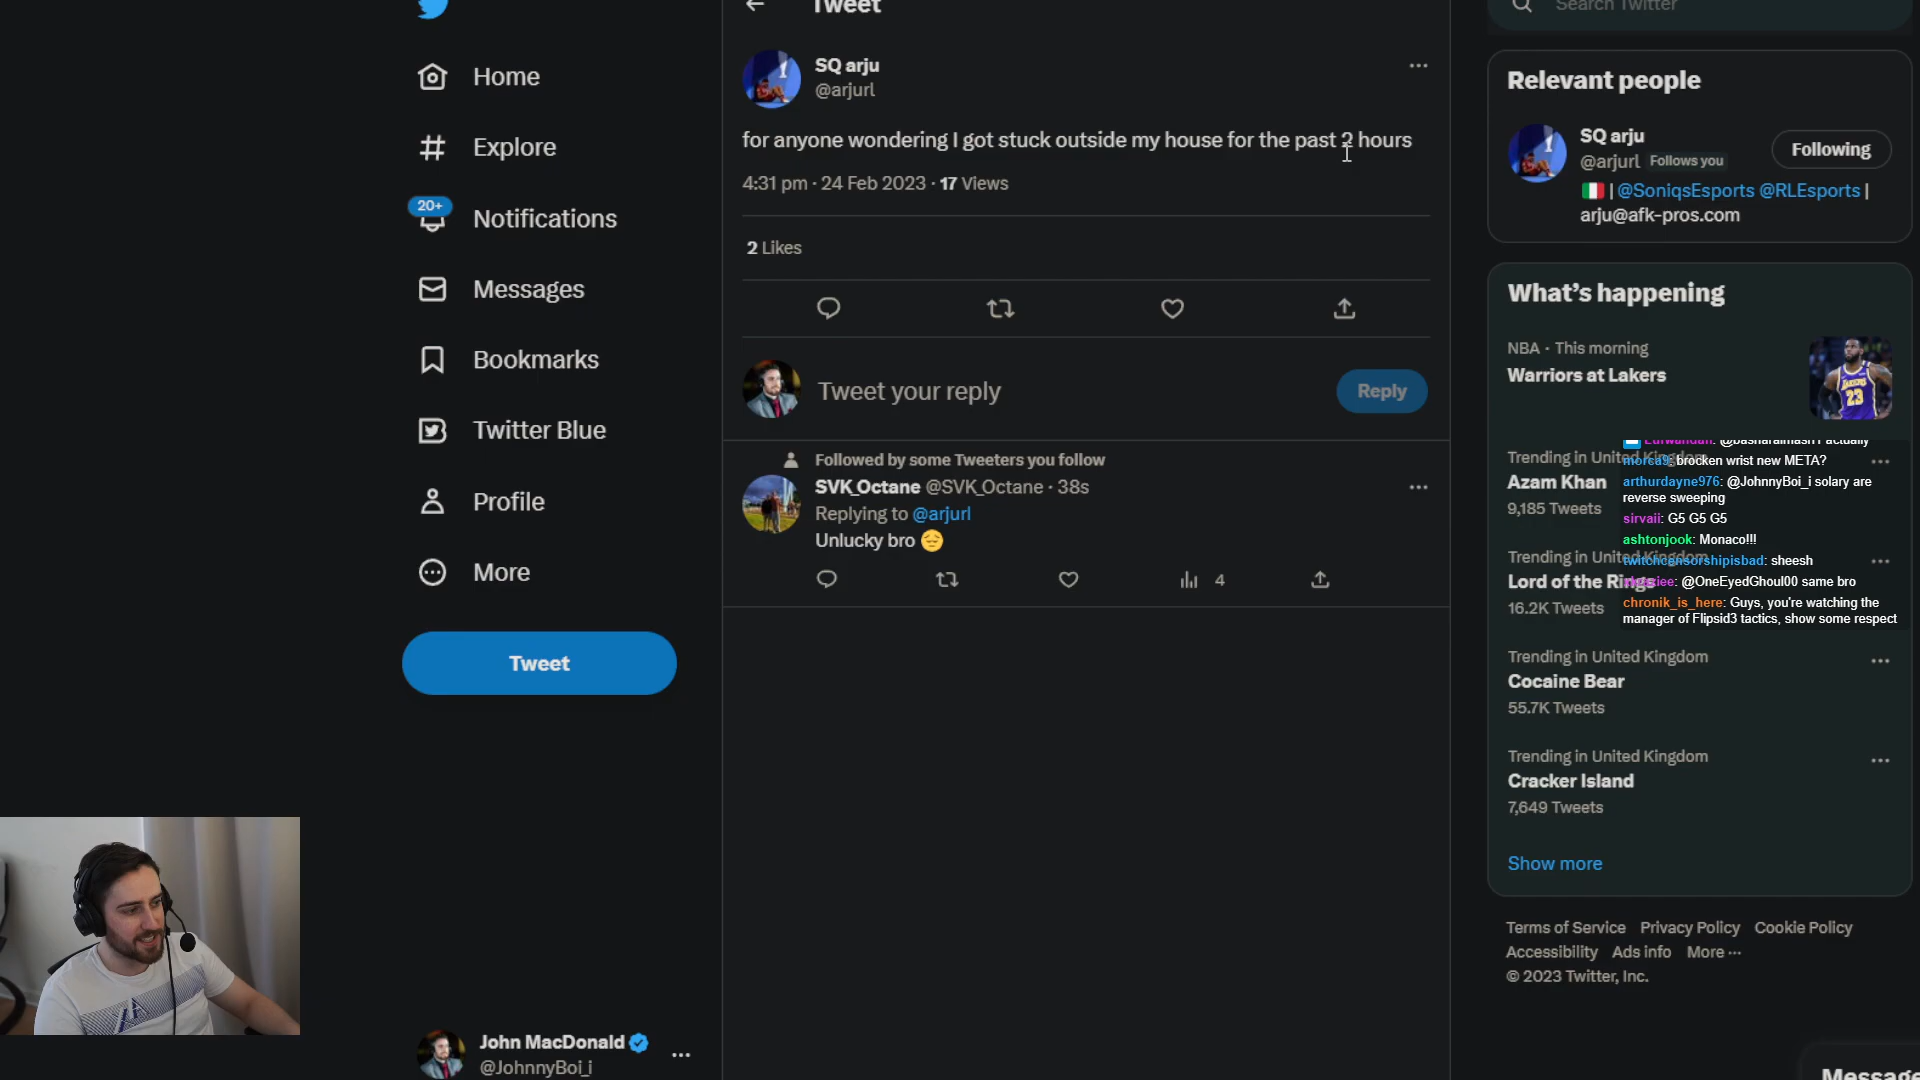 Tweet
Search Twitter
Home
Explore
20+
Notifications
Messages
Bookmarks
Twitter Blue
Profile
More
Tweet
John MacDonald
@JohnnyBoi_i
SQ arju
@arjurl
for anyone wondering I got stuck outside my house for the past 2 hours
4:31 pm · 24 Feb 2023 · 17 Views
2 Likes
Tweet your reply
Reply
Followed by some Tweeters you follow
SVK_Octane @SVK_Octane · 38s
Replying to @arjurl
Unlucky bro 😔
4
Relevant people
SQ arju
@arjurl Follows you
Following
🇮🇹 | @SoniqsEsports @RLEsports |
arju@afk-pros.com
What's happening
NBA · This morning
Warriors at Lakers
23
Trending in United Kingdom
Azam Khan
9,185 Tweets
Trending in United Kingdom
Lord of the Rings
16.2K Tweets
actually
brocken wrist new META?
arthurdayne976: @JohnnyBoi_i solary are
reverse sweeping
sirvaii: G5 G5 G5
ashtonjook: Monaco!!!
twitchcensorshipisbad: sheesh
@OneEyedGhoul00 same bro
chronik_is_here: Guys, you're watching the
manager of Flipsid3 tactics, show some respect
Trending in United Kingdom
Cocaine Bear
55.7K Tweets
Trending in United Kingdom
Cracker Island
7,649 Tweets
Show more
Terms of Service Privacy Policy Cookie Policy
Accessibility Ads info More ···
© 2023 Twitter, Inc.